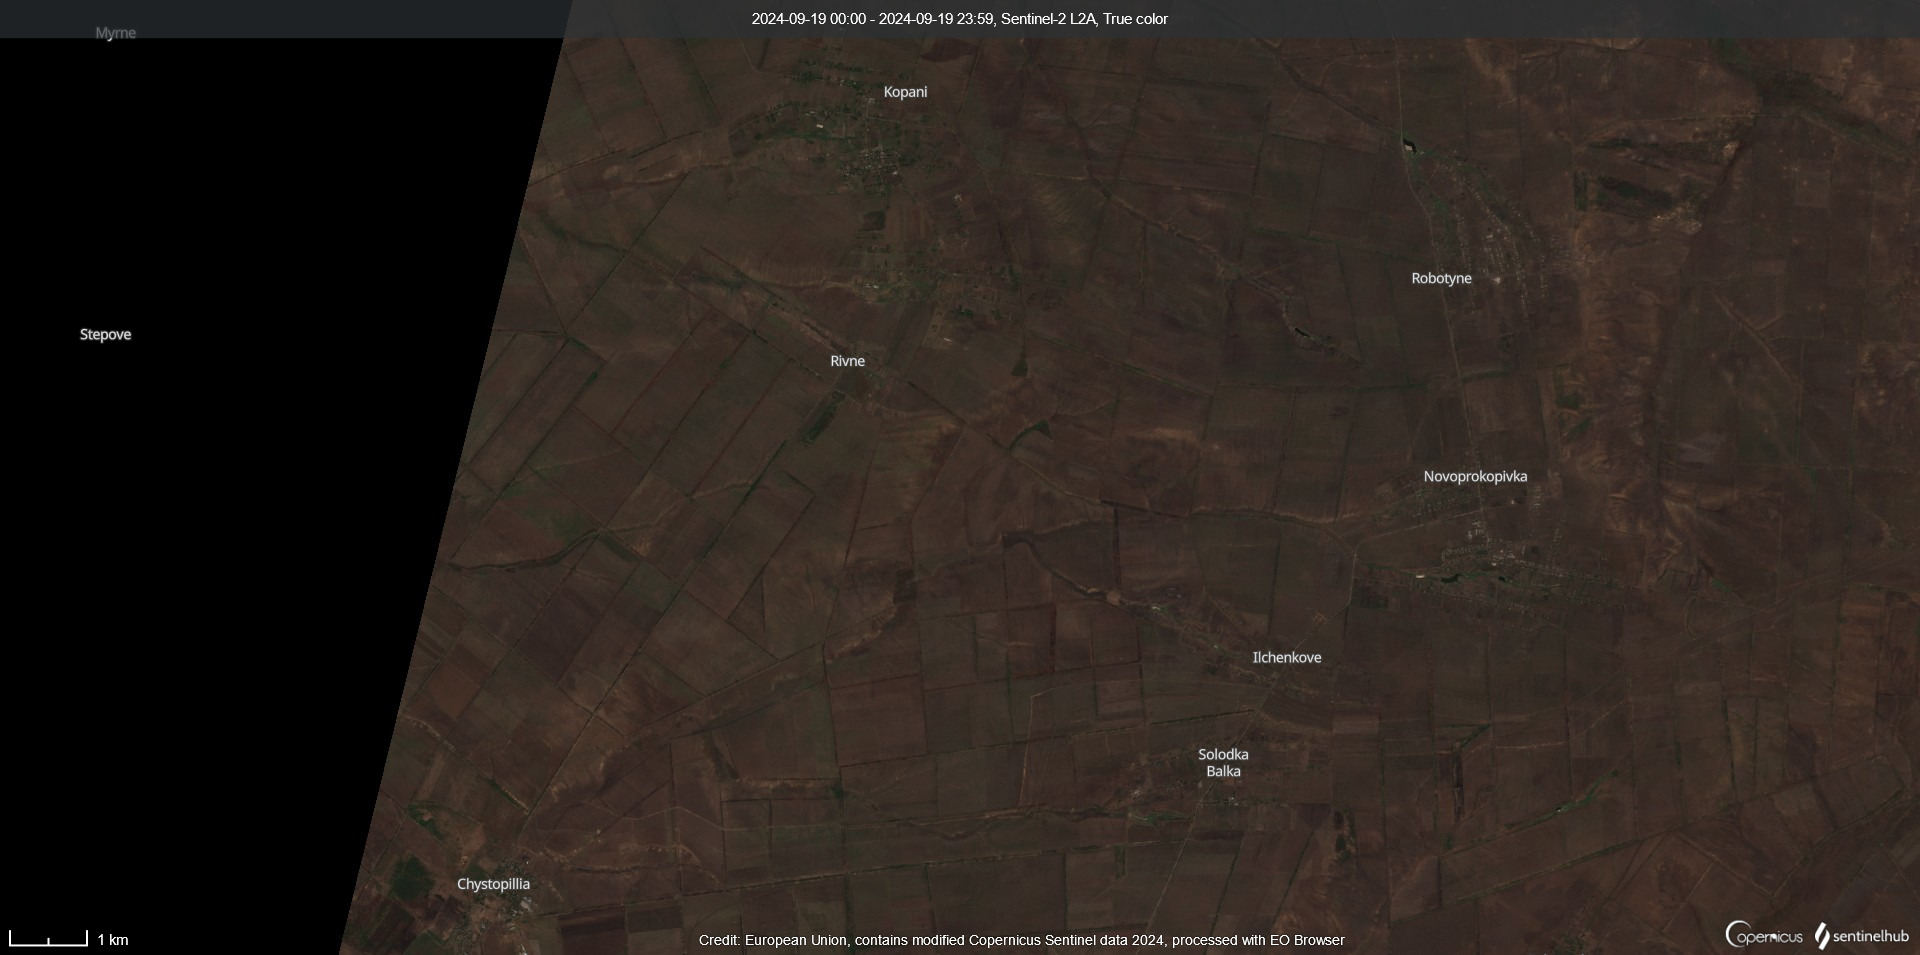 2024-09-19 00:00 - 2024-09-19 23:59, Sentinel-2 L2A, True color
Myrne
Kopani
Robotyne
Stepove
Rivne
Novoprokopivka
Ilchenkove
Solodka
Balka
Chystopillia
1 km
Credit: European Union, contains modified Copernicus Sentinel data 2024, processed with EO Browser
Copernicus
sentinelhub